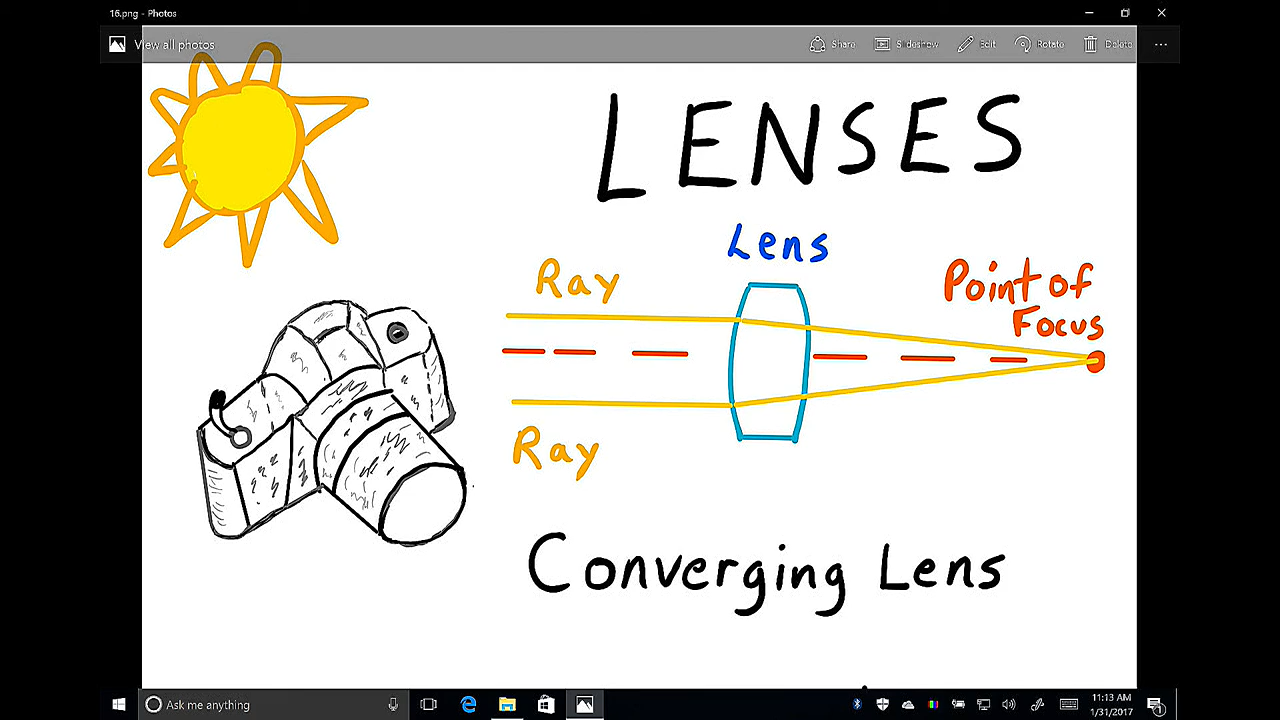 16.png - Photos
View all photos
Share
Slideshow
Edit
Rotate
Delete
LENSES
Lens
Ray
Point of
Focus
Ray
Converging Lens
Ask me anything
11:13 AM
1/31/2017
1